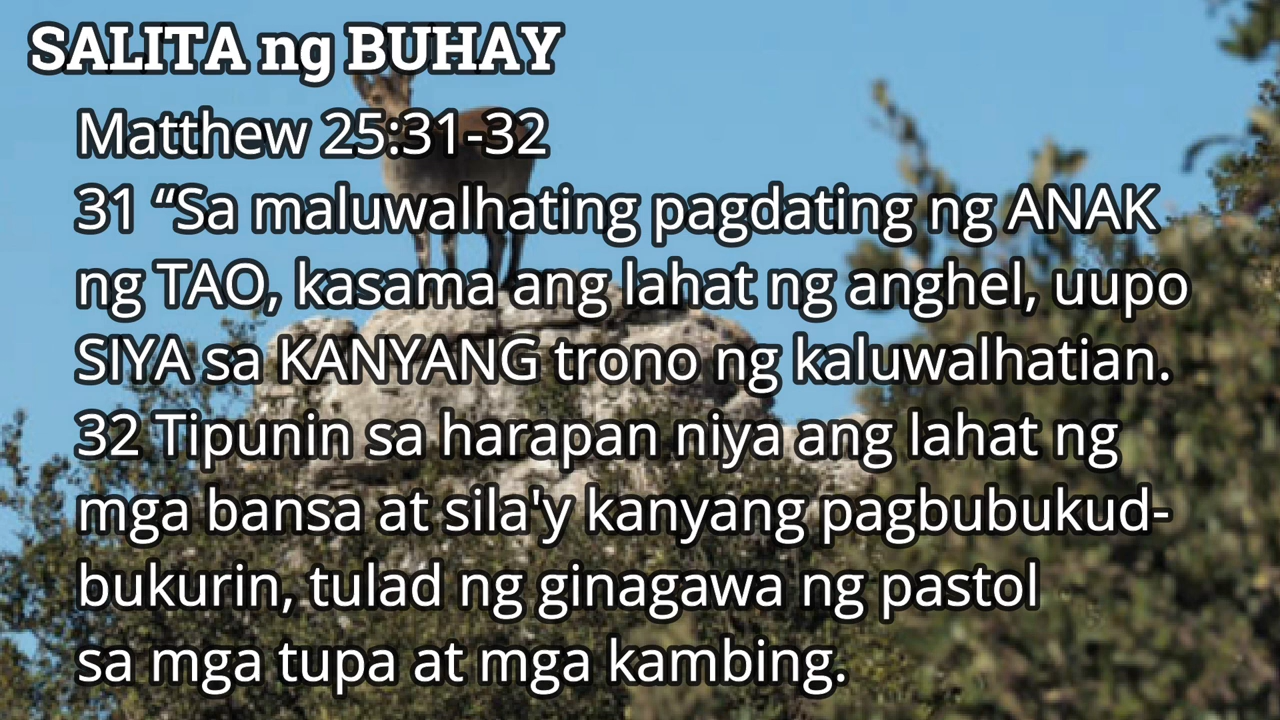 SALITA ng BUHAY
Matthew 25:31-32
31 “Sa maluwalhating pagdating ng ANAK
ng TAO, kasama ang lahat ng anghel, uupo
SIYA sa KANYANG trono ng kaluwalhatian.
32 Tipunin sa harapan niya ang lahat ng
mga bansa at sila'y kanyang pagbubukud-
bukurin, tulad ng ginagawa ng pastol
sa mga tupa at mga kambing.